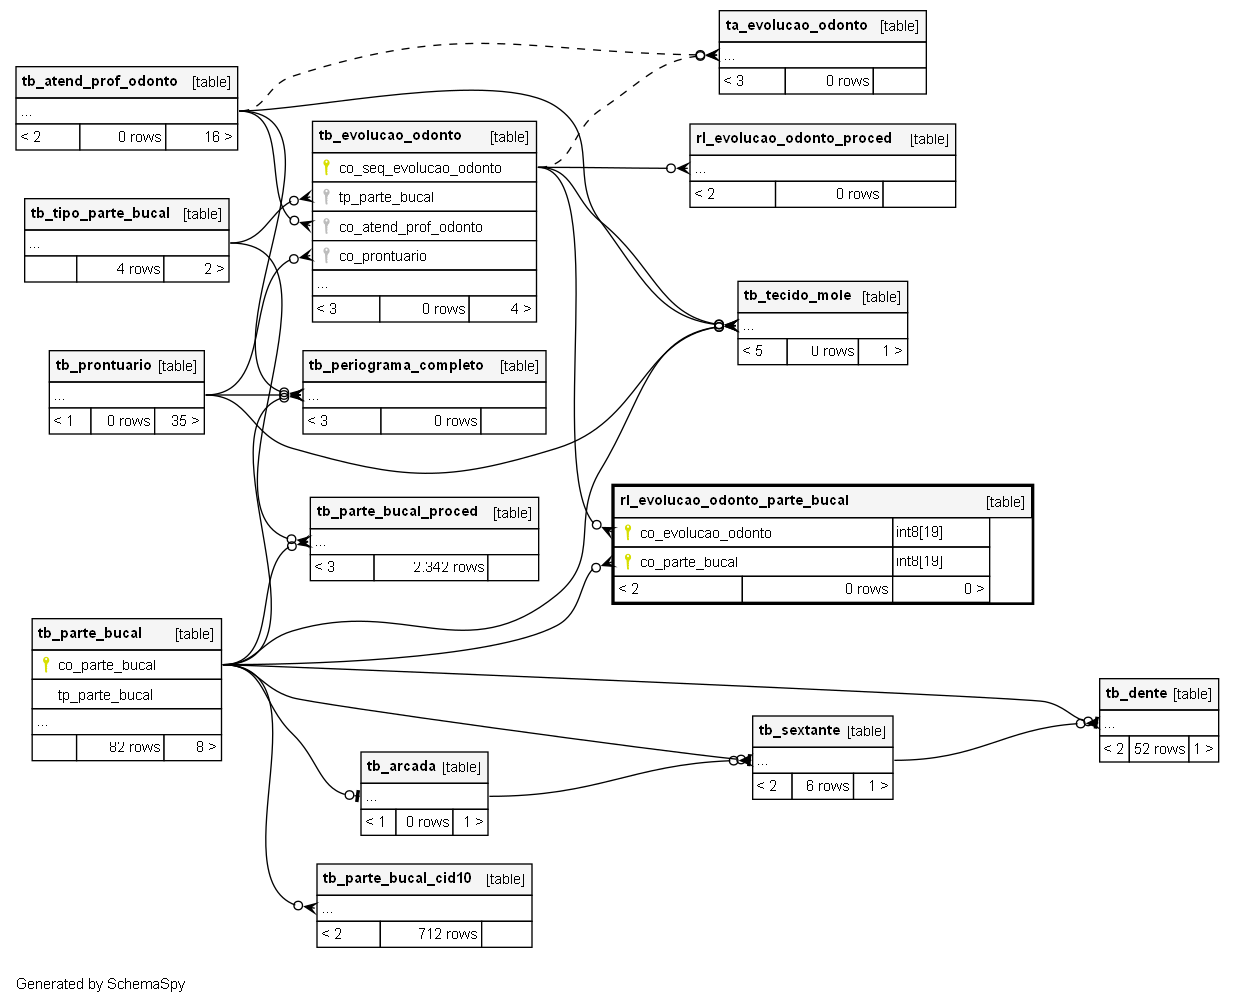 ta_evolucao_odonto [table]
...
< 3 0 rows
tb_atend_prof_odonto [table]
...
< 2 0 rows 16 >
tb_evolucao_odonto [table]
co_seq_evolucao_odonto
tp_parte_bucal
co_atend_prof_odonto
co_prontuario
...
< 3 0 rows 4 >
rl_evolucao_odonto_proced [table]
...
< 2 0 rows
tb_tipo_parte_bucal [table]
...
4 rows 2 >
tb_tecido_mole [table]
...
< 5 0 rows 1 >
tb_prontuario [table]
...
< 1 0 rows 35 >
tb_periograma_completo [table]
...
< 3 0 rows
rl_evolucao_odonto_parte_bucal [table]
co_evolucao_odonto int8[19]
co_parte_bucal int8[19]
< 2 0 rows 0 >
tb_parte_bucal_proced [table]
...
< 3 2.342 rows
tb_parte_bucal [table]
co_parte_bucal
tp_parte_bucal
...
82 rows 8 >
tb_dente [table]
...
< 2 52 rows 1 >
tb_sextante [table]
...
< 2 6 rows 1 >
tb_arcada [table]
...
< 1 0 rows 1 >
tb_parte_bucal_cid10 [table]
...
< 2 712 rows
Generated by SchemaSpy